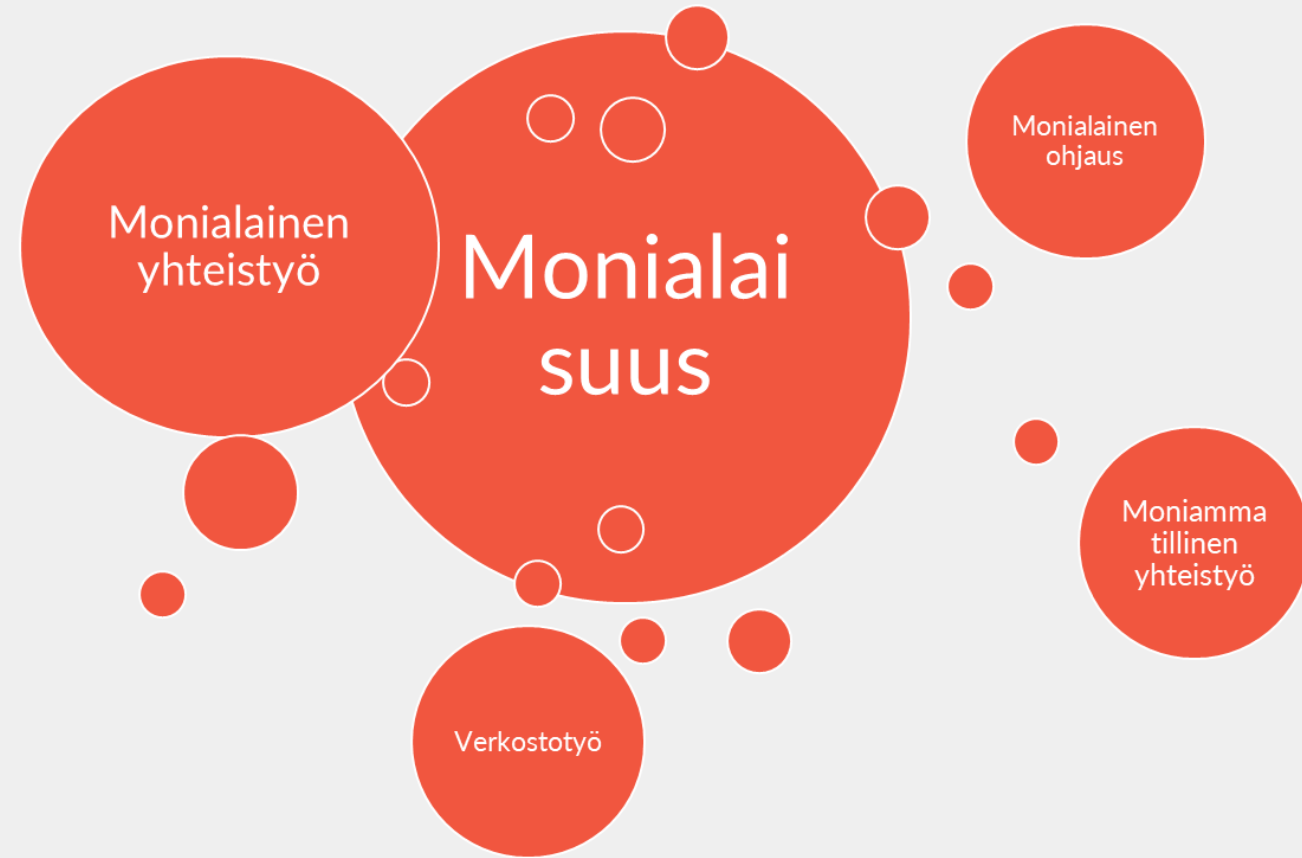 Monialainen
yhteistyö
Monialai
suus
Monialainen
ohjaus
Moniamma
tillinen
yhteistyö
Verkostotyö